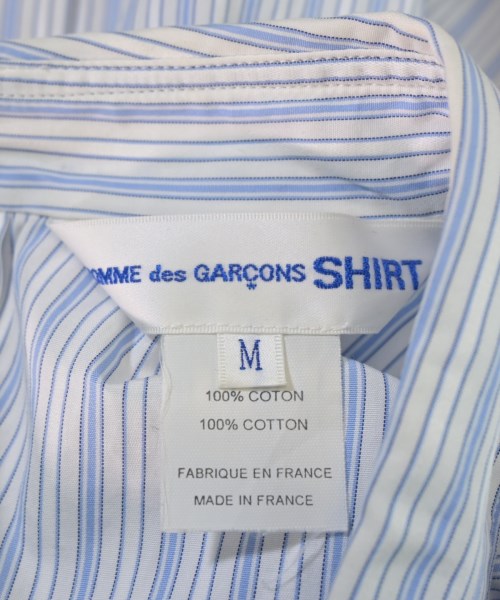 OMME des GARÇONS SHIRT
*
M
100% COTON
100% COTTON
FABRIQUE EN FRANCE
MADE IN FRANCE